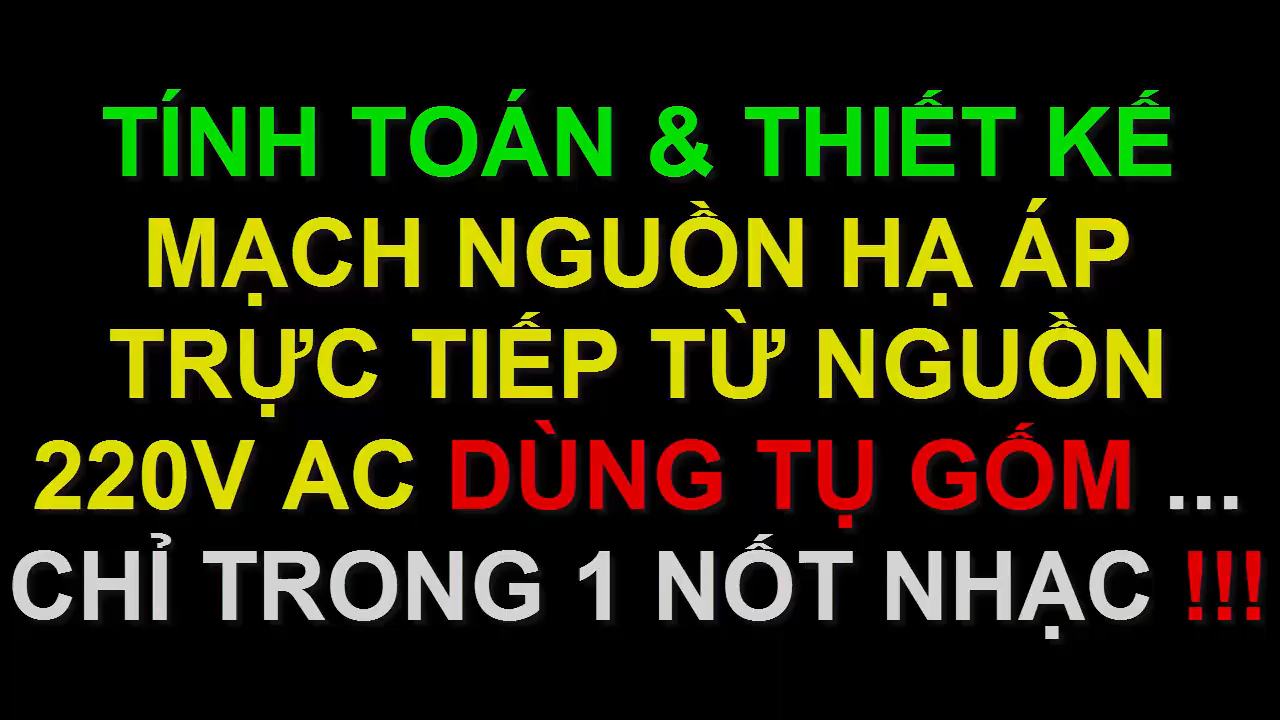 TÍNH TOÁN & THIẾT KẾ
MẠCH NGUỒN HẠ ÁP
TRỰC TIẾP TỪ NGUỒN
220V AC DÙNG TỤ GỐM ...
CHỈ TRONG 1 NỐT NHẠC !!!